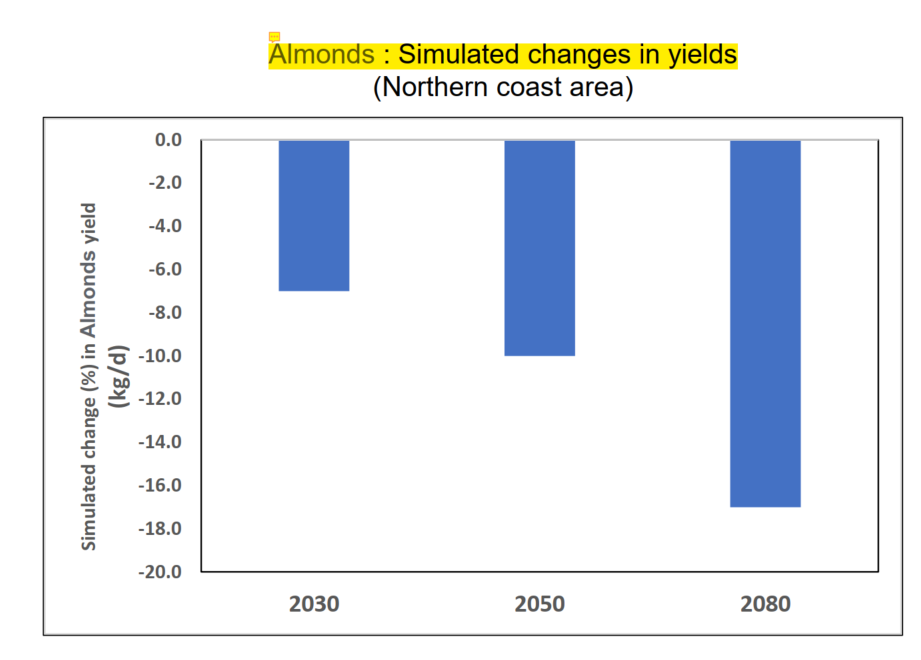 Almonds : Simulated changes in yields
(Northern coast area)
Simulated change (%) in Almonds yield
(kg/d)
0.0
-2.0
-4.0
-6.0
-8.0
-10.0
-12.0
-14.0
-16.0
-18.0
-20.0
2030 2050 2080